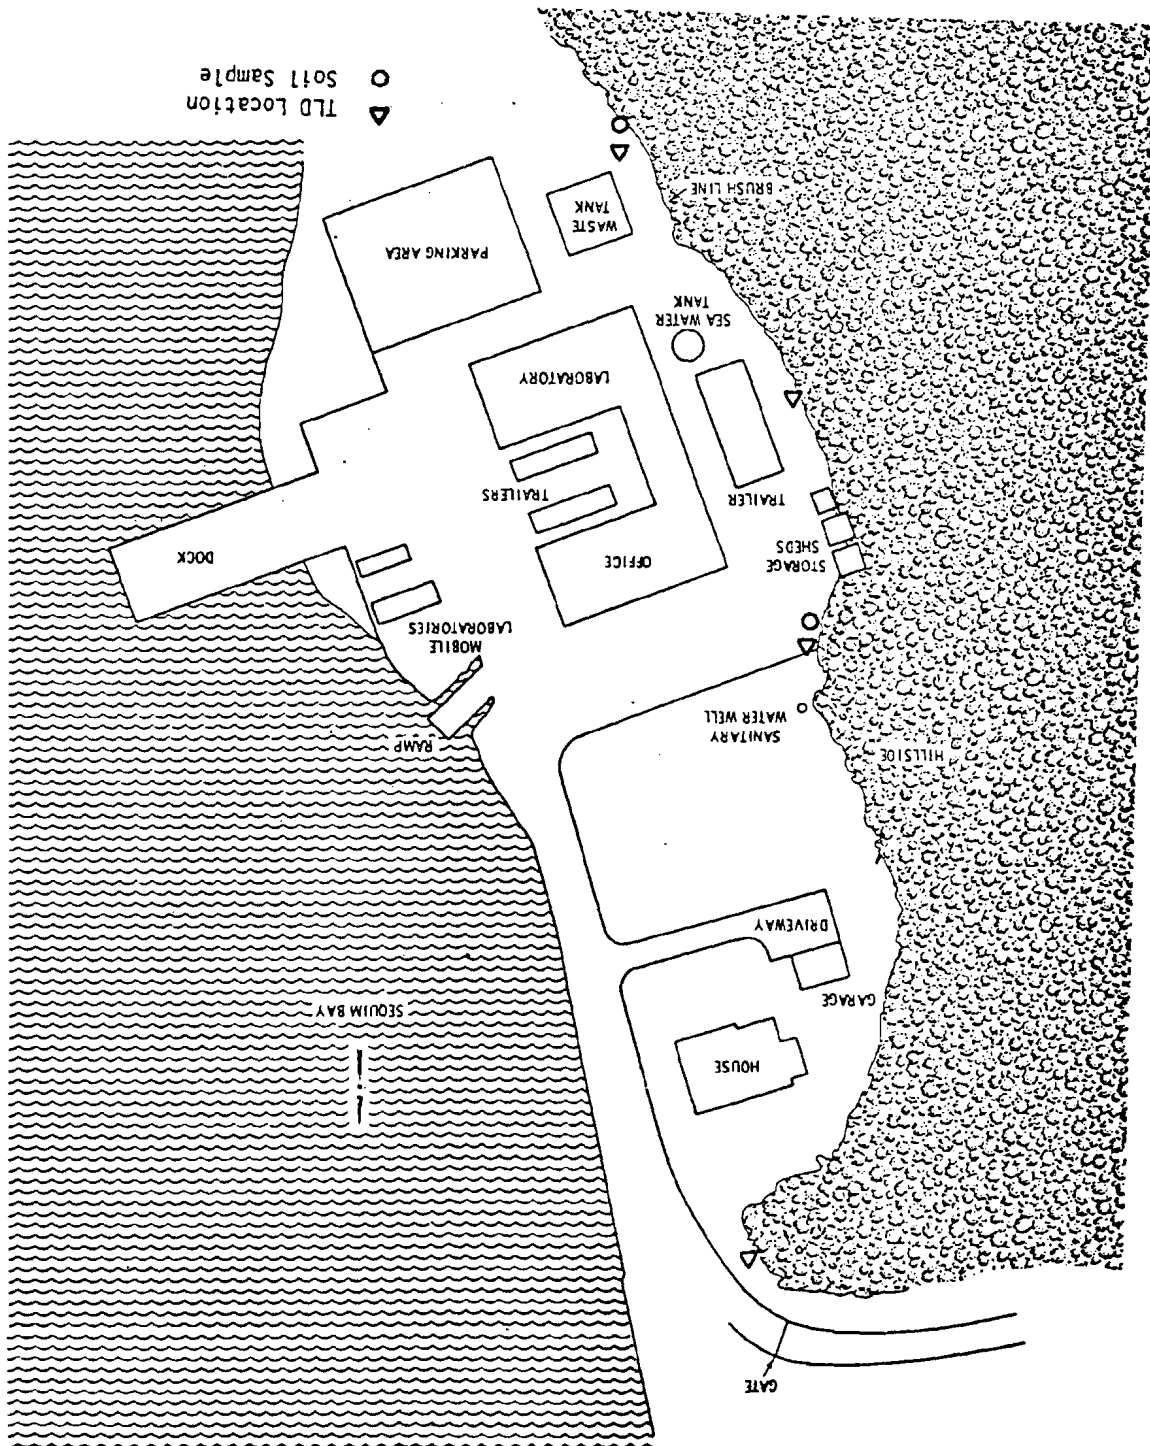 GATE
HOUSE
GARAGE
DRIVEWAY
SEQUIM BAY
HILLSIDE
SANITARY
WATER WELL
RAMP
MOBILE
LABORATORIES
STORAGE
SHEDS
OFFICE
DOCK
TRAILERS
TRAILER
LABORATORY
SEA WATER
TANK
PARKING AREA
WASTE
TANK
BRUSH LINE
TLD Location
Soil Sample